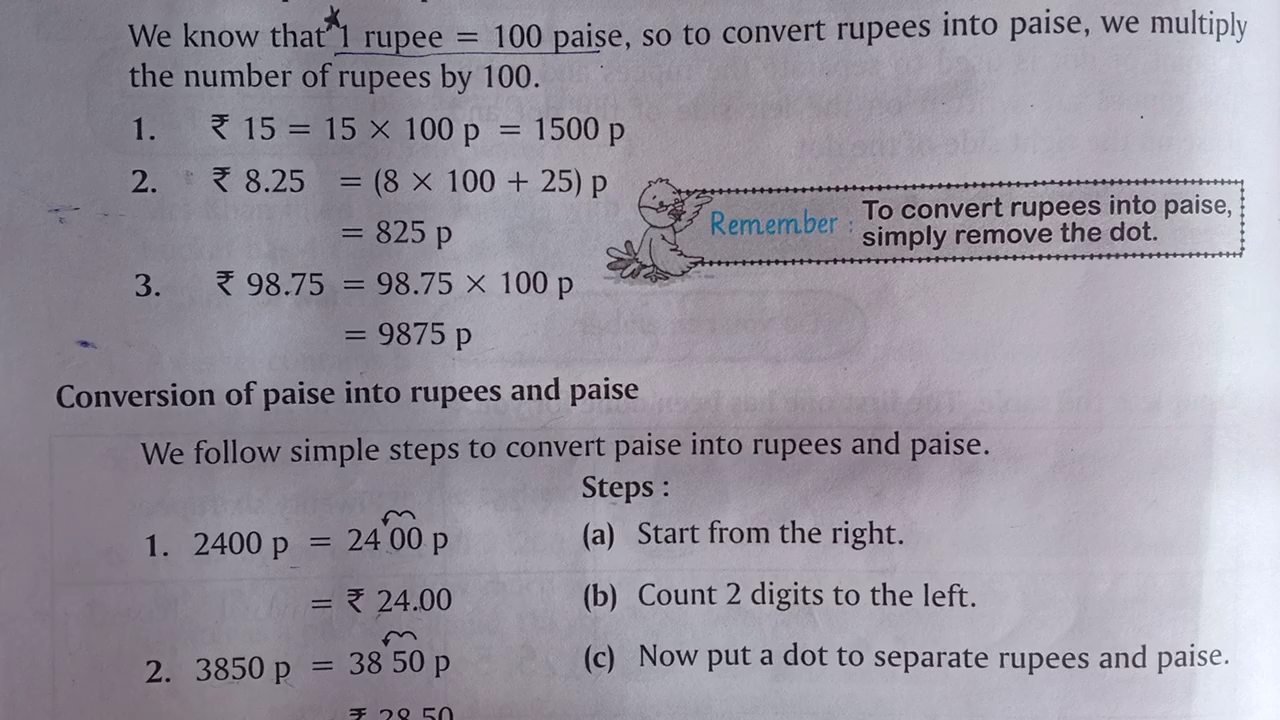 We know that 1 rupee = 100 paise, so to convert rupees into paise, we multiply
the number of rupees by 100.
1. ₹ 15 = 15 × 100 p = 1500 p
2. ₹ 8.25 = (8 × 100 + 25) p
= 825 p
Remember : To convert rupees into paise,
simply remove the dot.
3. ₹ 98.75 = 98.75 × 100 p
= 9875 p
Conversion of paise into rupees and paise
We follow simple steps to convert paise into rupees and paise.
Steps :
1. 2400 p = 24 00 p (a) Start from the right.
= ₹ 24.00 (b) Count 2 digits to the left.
2. 3850 p = 38 50 p (c) Now put a dot to separate rupees and paise.